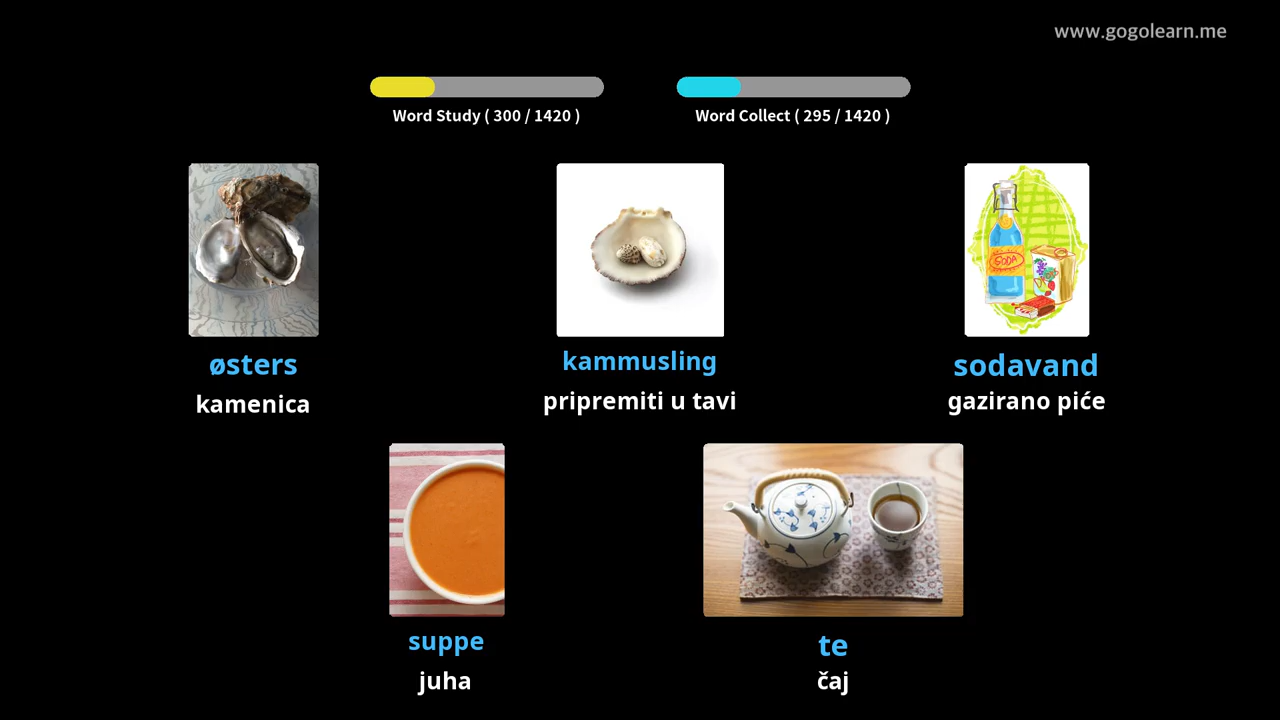 www.gogolearn.me
Word Study ( 300 / 1420 )
Word Collect ( 295 / 1420 )
SODA
østers
kammusling
sodavand
kamenica
pripremiti u tavi
gazirano piće
suppe
te
juha
čaj